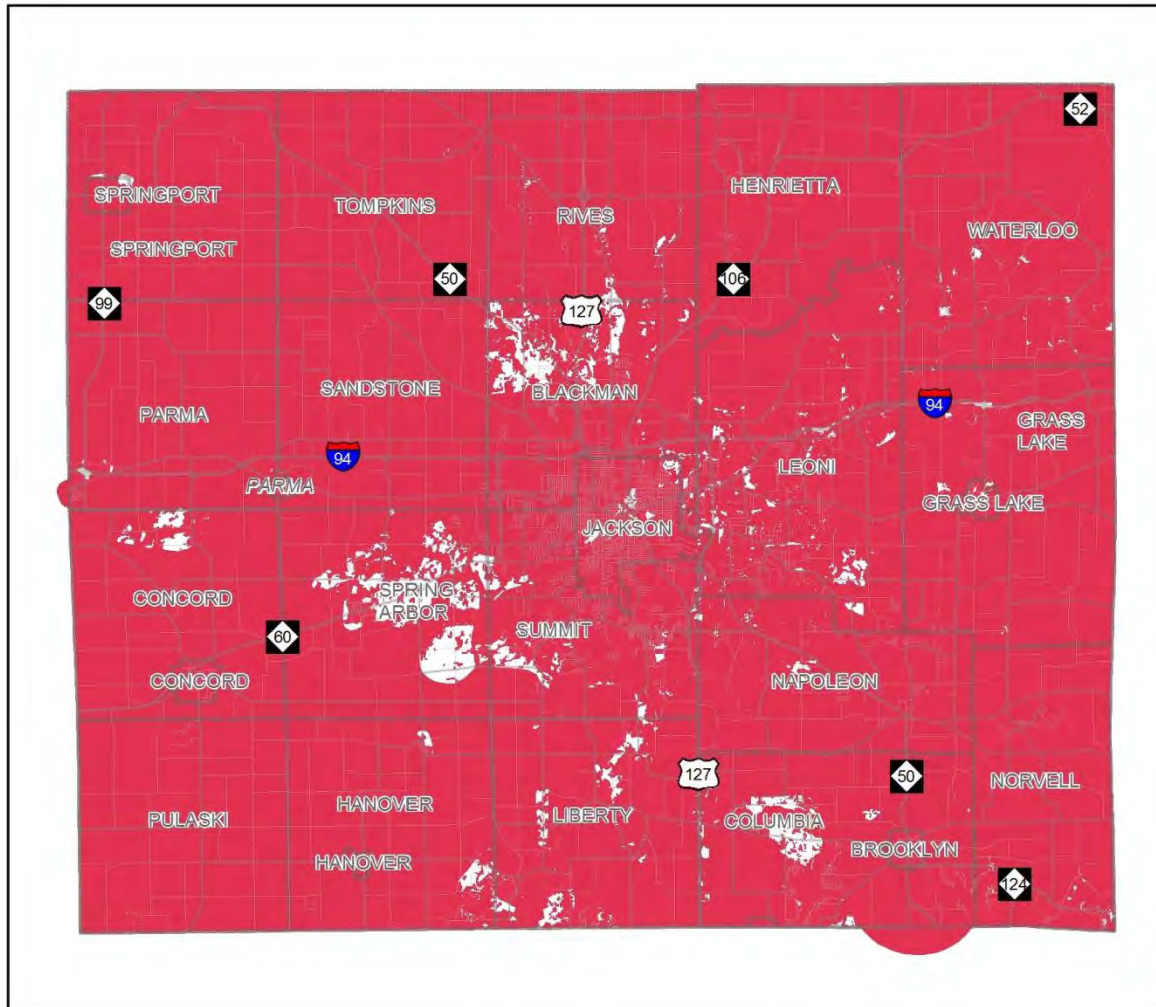 52
SPRINGPORT
TOMPKINS
RIVES
HENRIETTA
WATERLOO
SPRINGPORT
99
50
127
106
SANDSTONE
BLACKMAN
94
PARMA
GRASS
LAKE
94
LEONI
PARMA
GRASS LAKE
JACKSON
CONCORD
SPRING
ARBOR
SUMMIT
60
CONCORD
NAPOLEON
127
50
NORVELL
PULASKI
HANOVER
LIBERTY
COLUMBIA
BROOKLYN
HANOVER
124